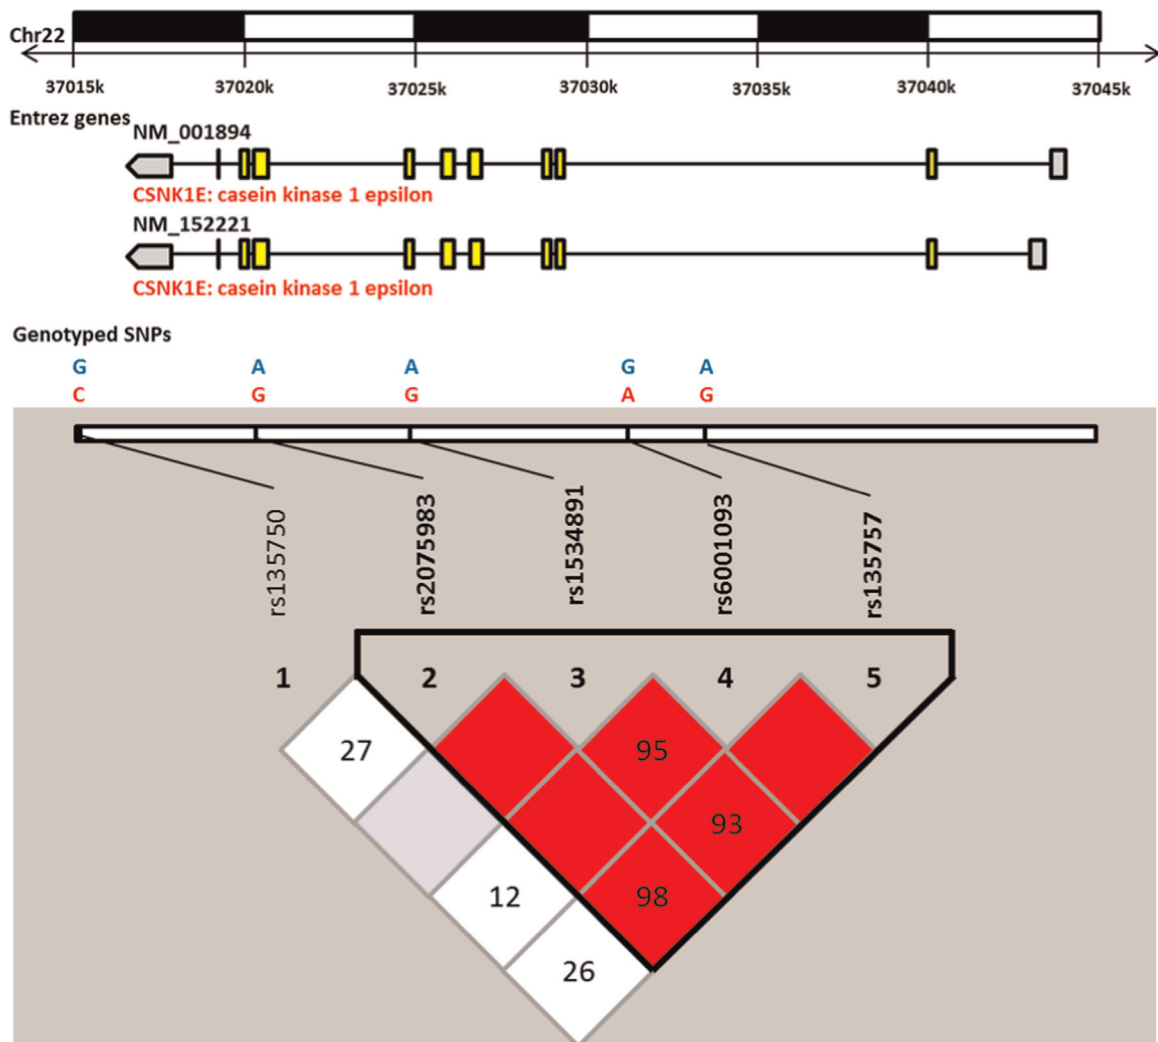 Chr22
37015k 37020k 37025k 37030k 37035k 37040k 37045k
Entrez genes
NM_001894
CSNK1E: casein kinase 1 epsilon
NM_152221
CSNK1E: casein kinase 1 epsilon
Genotyped SNPs
G A A G A
C G G A G
rs135750 rs2075983 rs1534891 rs6001093 rs135757
1 2 3 4 5
27 95
93
12 98
26